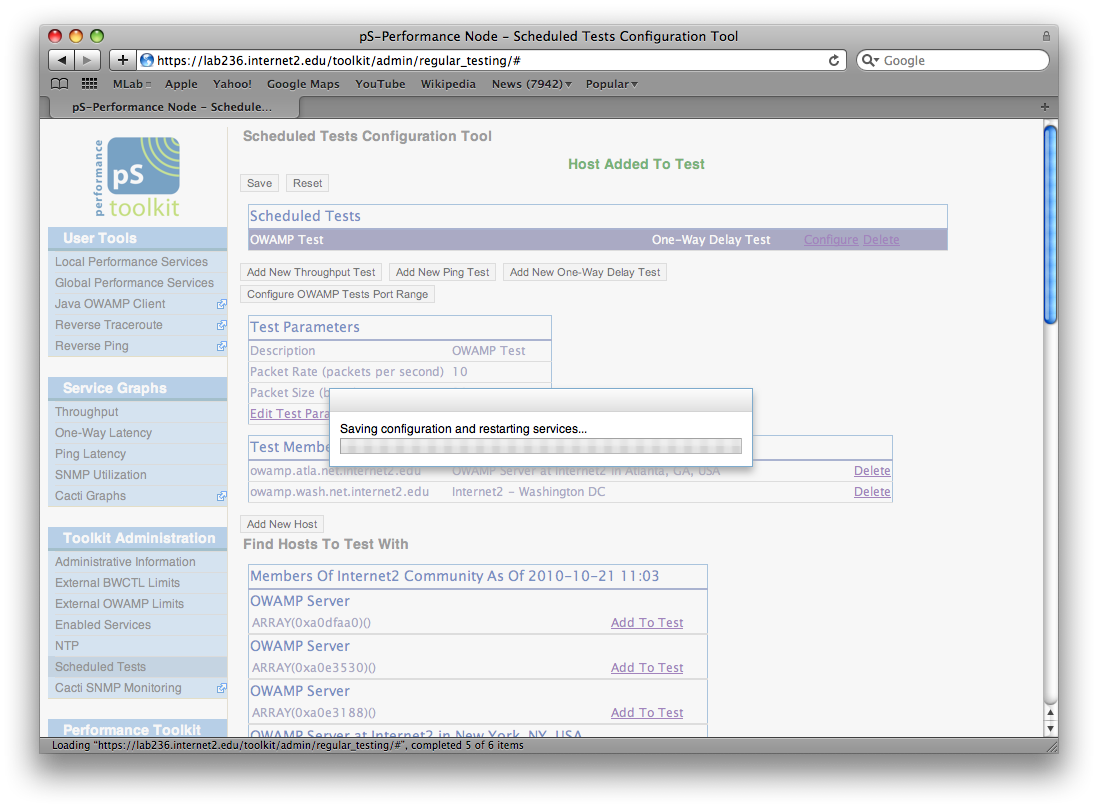 pS-Performance Node - Scheduled Tests Configuration Tool
https://lab236.internet2.edu/toolkit/admin/regular_testing/#
Google
MLab Apple Yahoo! Google Maps YouTube Wikipedia News (7942) Popular
pS-Performance Node - Schedule...
performance
pS
toolkit
User Tools
Local Performance Services
Global Performance Services
Java OWAMP Client
Reverse Traceroute
Reverse Ping
Service Graphs
Throughput
One-Way Latency
Ping Latency
SNMP Utilization
Cacti Graphs
Toolkit Administration
Administrative Information
External BWCTL Limits
External OWAMP Limits
Enabled Services
NTP
Scheduled Tests
Cacti SNMP Monitoring
Performance Toolkit
Scheduled Tests Configuration Tool
Host Added To Test
Save Reset
Scheduled Tests
OWAMP Test One-Way Delay Test Configure Delete
Add New Throughput Test Add New Ping Test Add New One-Way Delay Test
Configure OWAMP Tests Port Range
Test Parameters
Description OWAMP Test
Packet Rate (packets per second) 10
Packet Size (b
Edit Test Para
Saving configuration and restarting services...
Test Membe
owamp.atla.net.internet2.edu OWAMP Server at Internet2 in Atlanta, GA, USA Delete
owamp.wash.net.internet2.edu Internet2 - Washington DC Delete
Add New Host
Find Hosts To Test With
Members Of Internet2 Community As Of 2010-10-21 11:03
OWAMP Server
ARRAY(0xa0dfaa0)() Add To Test
OWAMP Server
ARRAY(0xa0e3530)() Add To Test
OWAMP Server
ARRAY(0xa0e3188)() Add To Test
OWAMP Server at Internet2 in New York, NY, USA
Loading "https://lab236.internet2.edu/toolkit/admin/regular_testing/#", completed 5 of 6 items